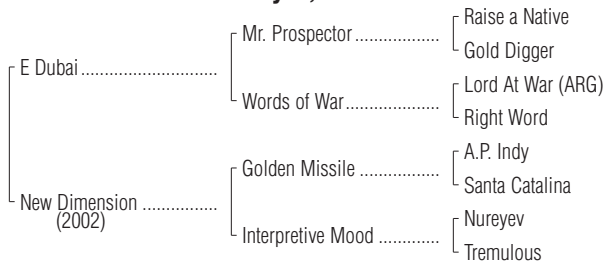 Mr. Prospector
Raise a Native
Gold Digger
E Dubai
Words of War
Lord At War (ARG)
Right Word
New Dimension
(2002)
Golden Missile
A.P. Indy
Santa Catalina
Interpretive Mood
Nureyev
Tremulous